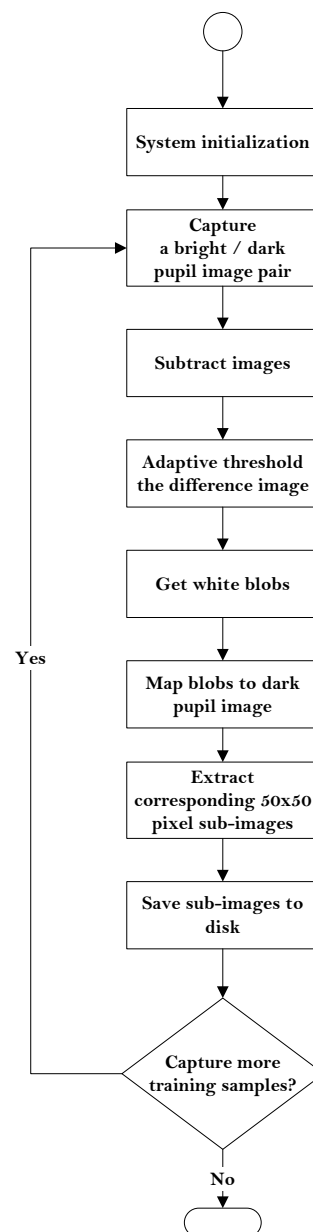 System initialization
Capture
a bright / dark
pupil image pair
Subtract images
Adaptive threshold
the difference image
Get white blobs
Yes
Map blobs to dark
pupil image
Extract
corresponding 50x50
pixel sub-images
Save sub-images to
disk
Capture more
training samples?
No